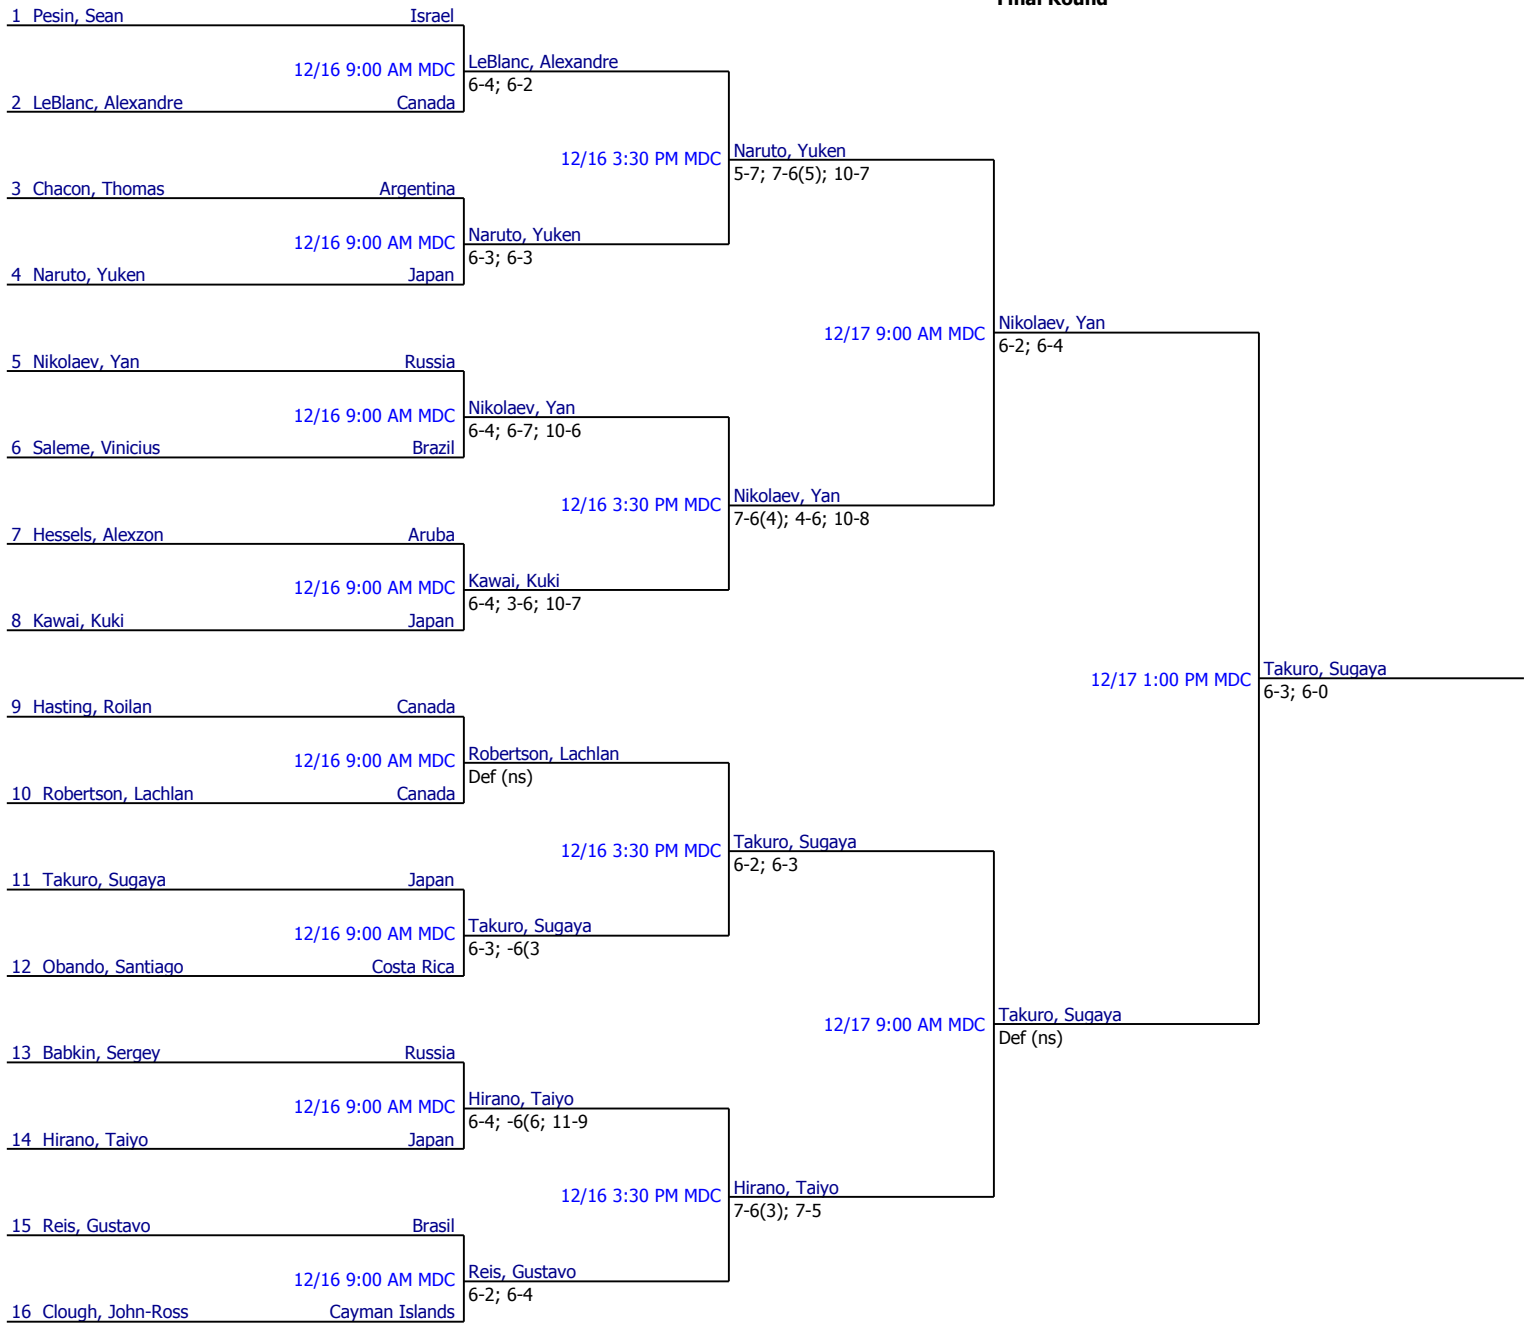 Final Round
1 Pesin, Sean Israel
12/16 9:00 AM MDC LeBlanc, Alexandre
6-4; 6-2
2 LeBlanc, Alexandre Canada
12/16 3:30 PM MDC Naruto, Yuken
5-7; 7-6(5); 10-7
3 Chacon, Thomas Argentina
12/16 9:00 AM MDC Naruto, Yuken
6-3; 6-3
4 Naruto, Yuken Japan
12/17 9:00 AM MDC Nikolaev, Yan
6-2; 6-4
5 Nikolaev, Yan Russia
12/16 9:00 AM MDC Nikolaev, Yan
6-4; 6-7; 10-6
6 Saleme, Vinicius Brazil
12/16 3:30 PM MDC Nikolaev, Yan
7-6(4); 4-6; 10-8
7 Hessels, Alexzon Aruba
12/16 9:00 AM MDC Kawai, Kuki
6-4; 3-6; 10-7
8 Kawai, Kuki Japan
12/17 1:00 PM MDC Takuro, Sugaya
6-3; 6-0
9 Hasting, Roilan Canada
12/16 9:00 AM MDC Robertson, Lachlan
Def (ns)
10 Robertson, Lachlan Canada
12/16 3:30 PM MDC Takuro, Sugaya
6-2; 6-3
11 Takuro, Sugaya Japan
12/16 9:00 AM MDC Takuro, Sugaya
6-3; -6(3
12 Obando, Santiago Costa Rica
12/17 9:00 AM MDC Takuro, Sugaya
Def (ns)
13 Babkin, Sergey Russia
12/16 9:00 AM MDC Hirano, Taiyo
6-4; -6(6; 11-9
14 Hirano, Taiyo Japan
12/16 3:30 PM MDC Hirano, Taiyo
7-6(3); 7-5
15 Reis, Gustavo Brasil
12/16 9:00 AM MDC Reis, Gustavo
6-2; 6-4
16 Clough, John-Ross Cayman Islands